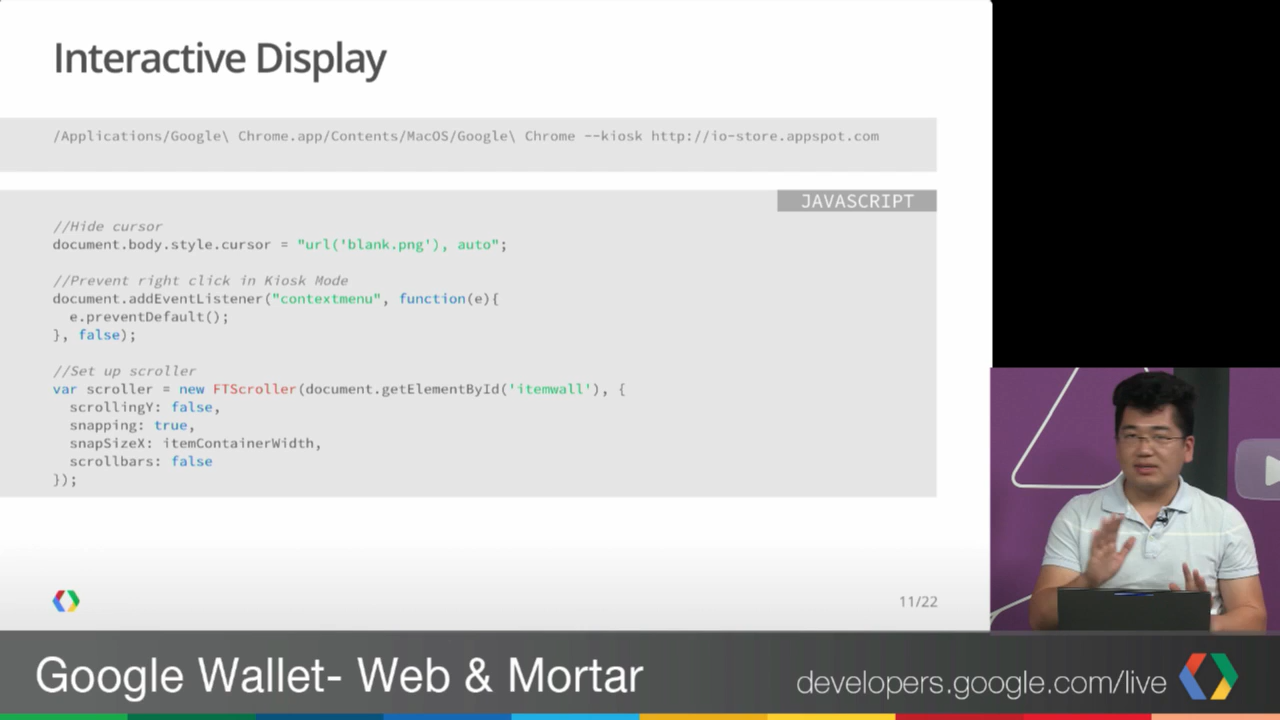 Interactive Display
/Applications/Google\ Chrome.app/Contents/MacOS/Google\ Chrome --kiosk http://io-store.appspot.com
JAVASCRIPT
//Hide cursor
document.body.style.cursor = "url('blank.png'), auto";
//Prevent right click in Kiosk Mode
document.addEventListener("contextmenu", function(e){
e.preventDefault();
}, false);
//Set up scroller
var scroller = new FTScroller(document.getElementById('itemwall'), {
scrollingY: false,
snapping: true,
snapSizeX: itemContainerWidth,
scrollbars: false
});
11/22
Google Wallet- Web & Mortar
developers.google.com/live